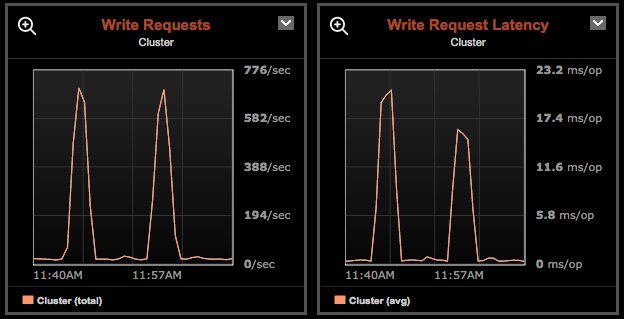 Write Requests
Cluster
776/sec
582/sec
388/sec
194/sec
0/sec
11:40AM 11:57AM
Cluster (total)
Write Request Latency
Cluster
23.2 ms/op
17.4 ms/op
11.6 ms/op
5.8 ms/op
0 ms/op
11:40AM 11:57AM
Cluster (avg)